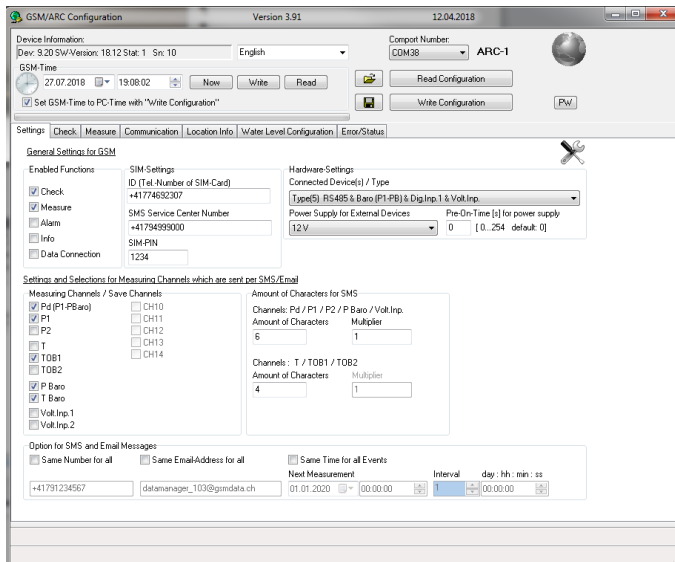 GSM/ARC Configuration Version 3.91 12.04.2018
Device Information: Comport Number:
Dev: 9.20 SW-Version: 18.12 Stat: 1 Sn: 10 English COM38 ARC-1
GSM-Time
27.07.2018 19:08:02 Now Write Read Read Configuration
Set GSM-Time to PC-Time with "Write Configuration" Write Configuration PW
Settings Check Measure Communication Location Info Water Level Configuration Error/Status
General Settings for GSM
Enabled Functions
Check
Measure
Alarm
Info
Data Connection
SIM-Settings
ID (Tel.-Number of SIM-Card)
+41774692307
SMS Service Center Number
+41794999000
SIM-PIN
1234
Hardware-Settings
Connected Device(s) / Type
Type(5) RS485 & Baro (P1-PB) & Dig.Inp.1 & Volt.Inp.
Power Supply for External Devices Pre-On-Time [s] for power supply
12 V 0 [ 0...254 default: 0]
Settings and Selections for Measuring Channels which are sent per SMS/Email
Measuring Channels / Save Channels
Pd (P1-PBaro) CH10
P1 CH11
P2 CH12
T CH13
TOB1 CH14
TOB2
P Baro
T Baro
Volt.Inp.1
Volt.Inp.2
Amount of Characters for SMS
Channels: Pd / P1 / P2 / P Baro / Volt.Inp.
Amount of Characters Multiplier
6 1
Channels : T / TOB1 / TOB2
Amount of Characters Multiplier
4 1
Option for SMS and Email Messages
Same Number for all Same Email-Address for all Same Time for all Events
Next Measurement Interval day : hh : min : ss
+41791234567 datamanager_103@gsmdata.ch 01.01.2020 00:00:00 1 00:00:00